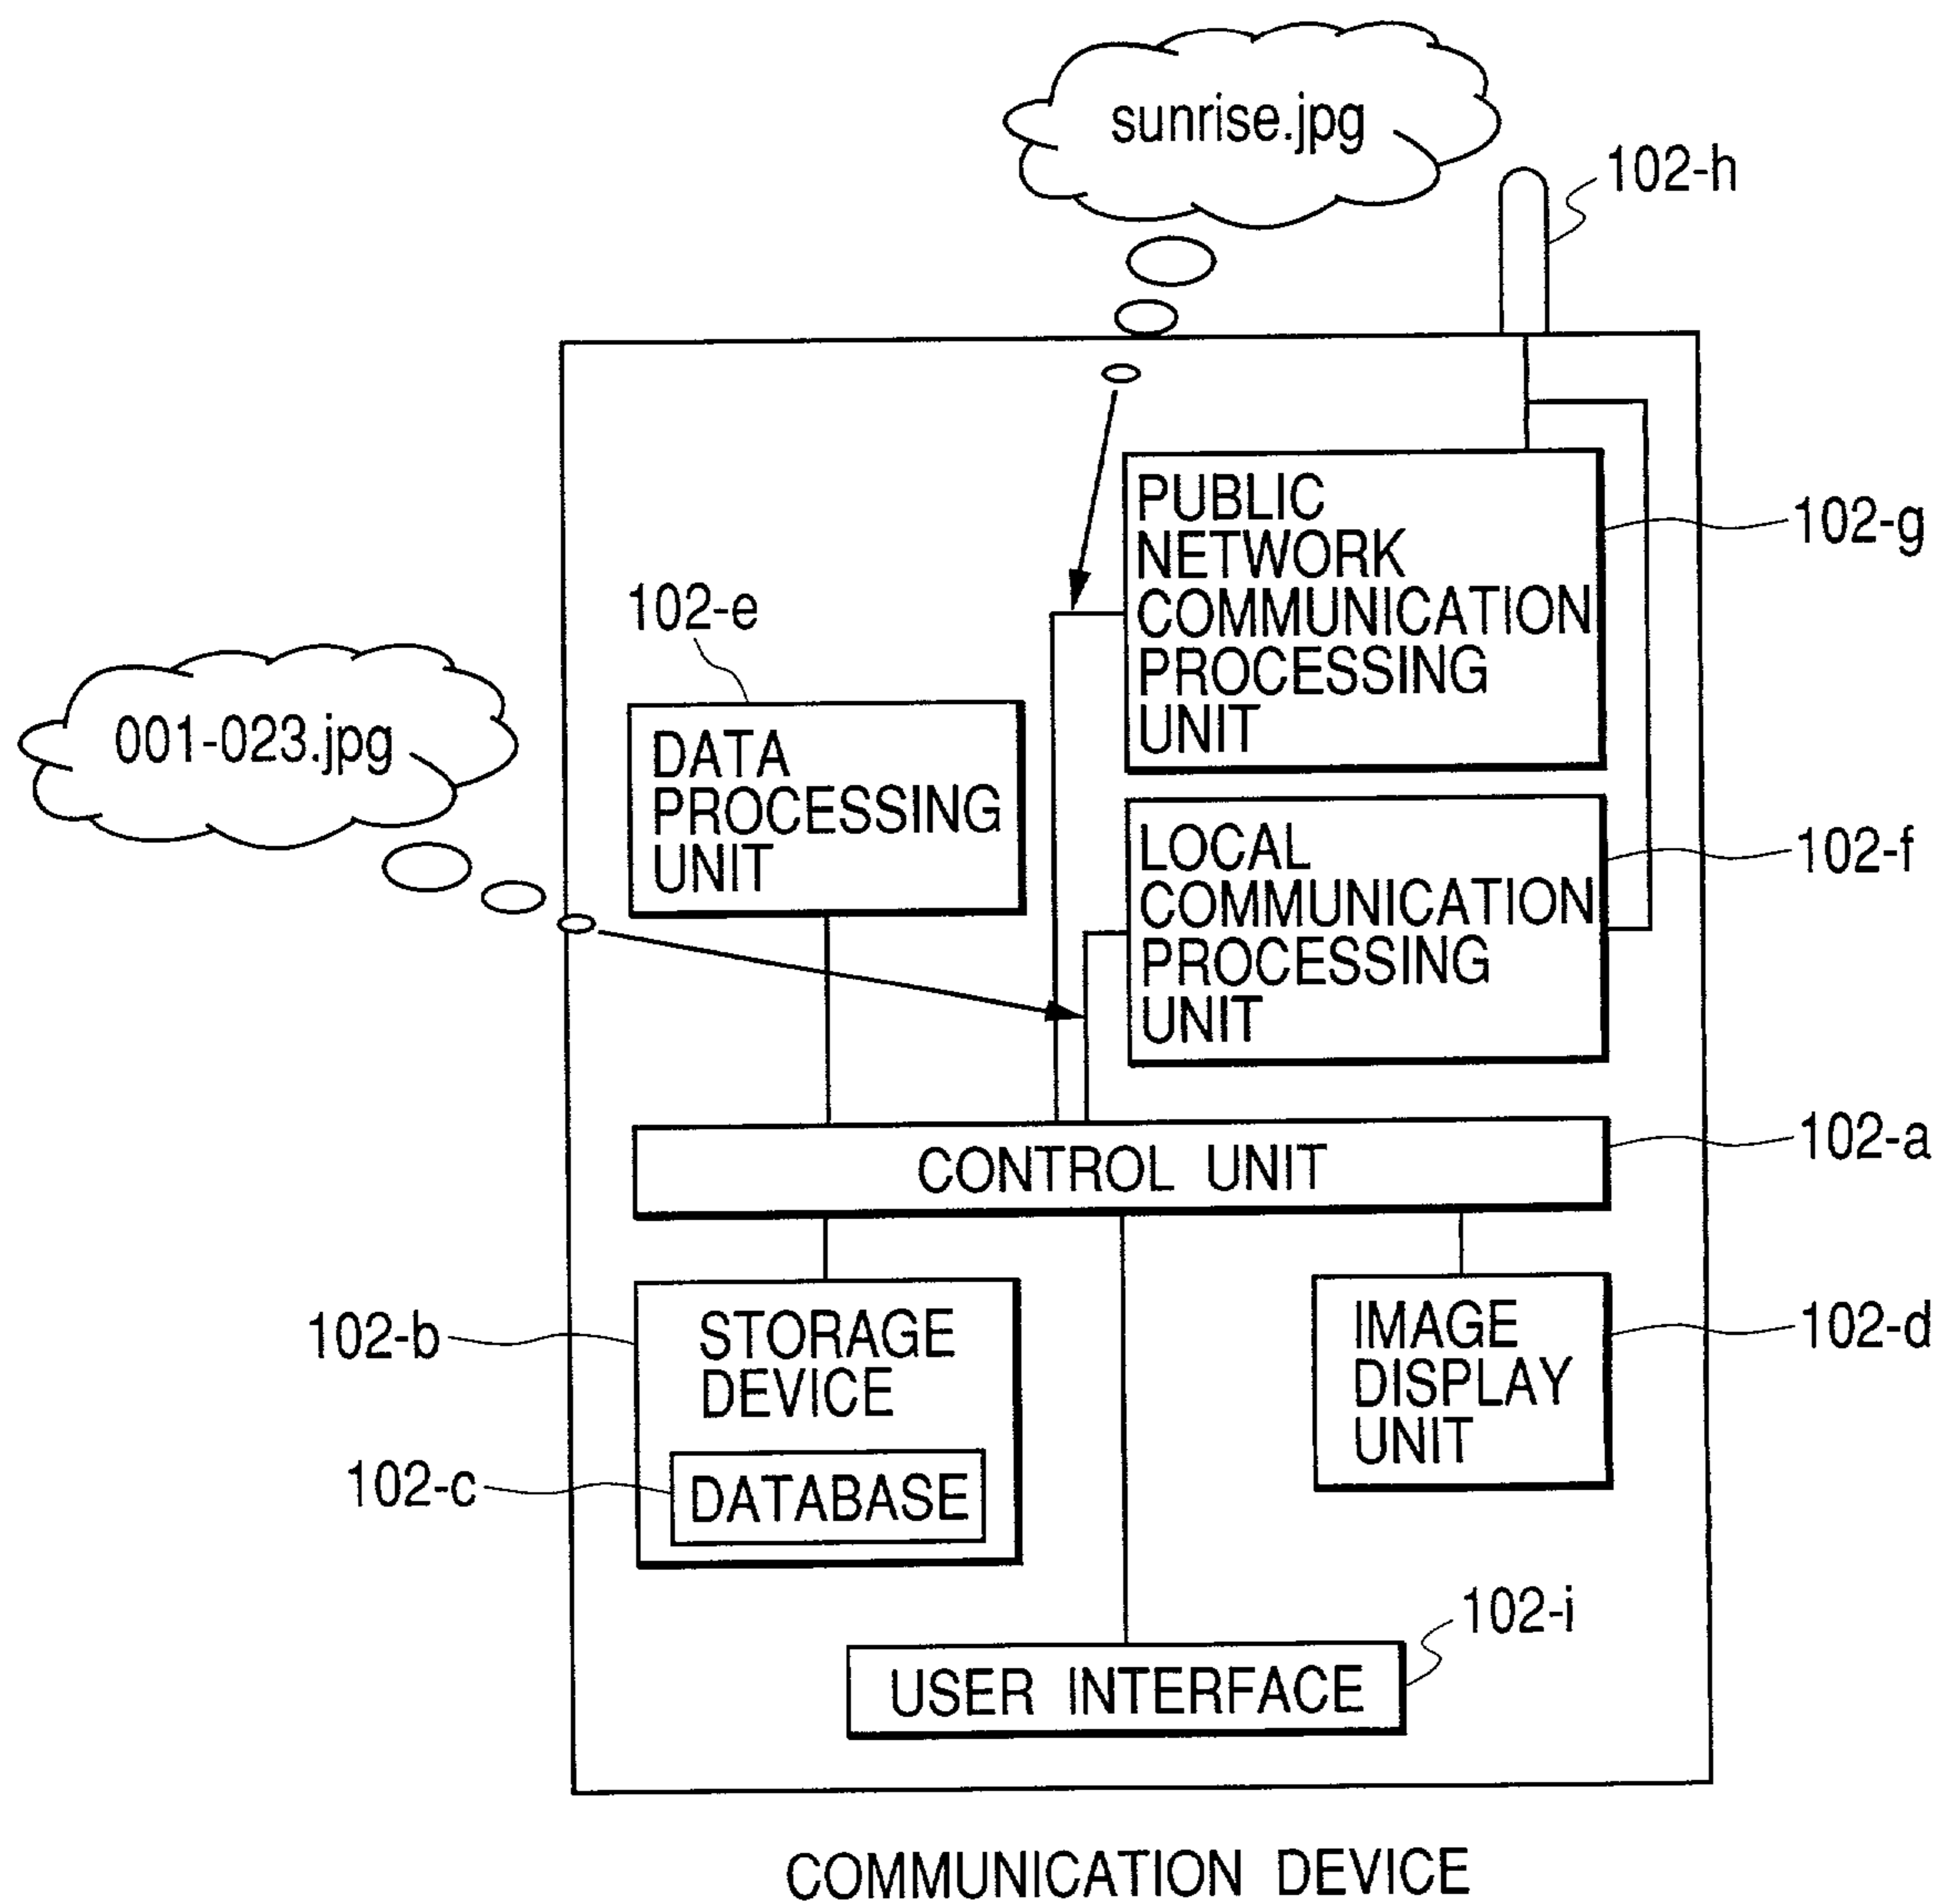 sunrise.jpg
102-h
PUBLIC
NETWORK
COMMUNICATION
PROCESSING
UNIT
102-g
102-e
001-023.jpg
DATA
PROCESSING
UNIT
LOCAL
COMMUNICATION
PROCESSING
UNIT
102-f
CONTROL UNIT
102-a
102-b
STORAGE
DEVICE
102-c
DATABASE
IMAGE
DISPLAY
UNIT
102-d
102-i
USER INTERFACE
COMMUNICATION DEVICE